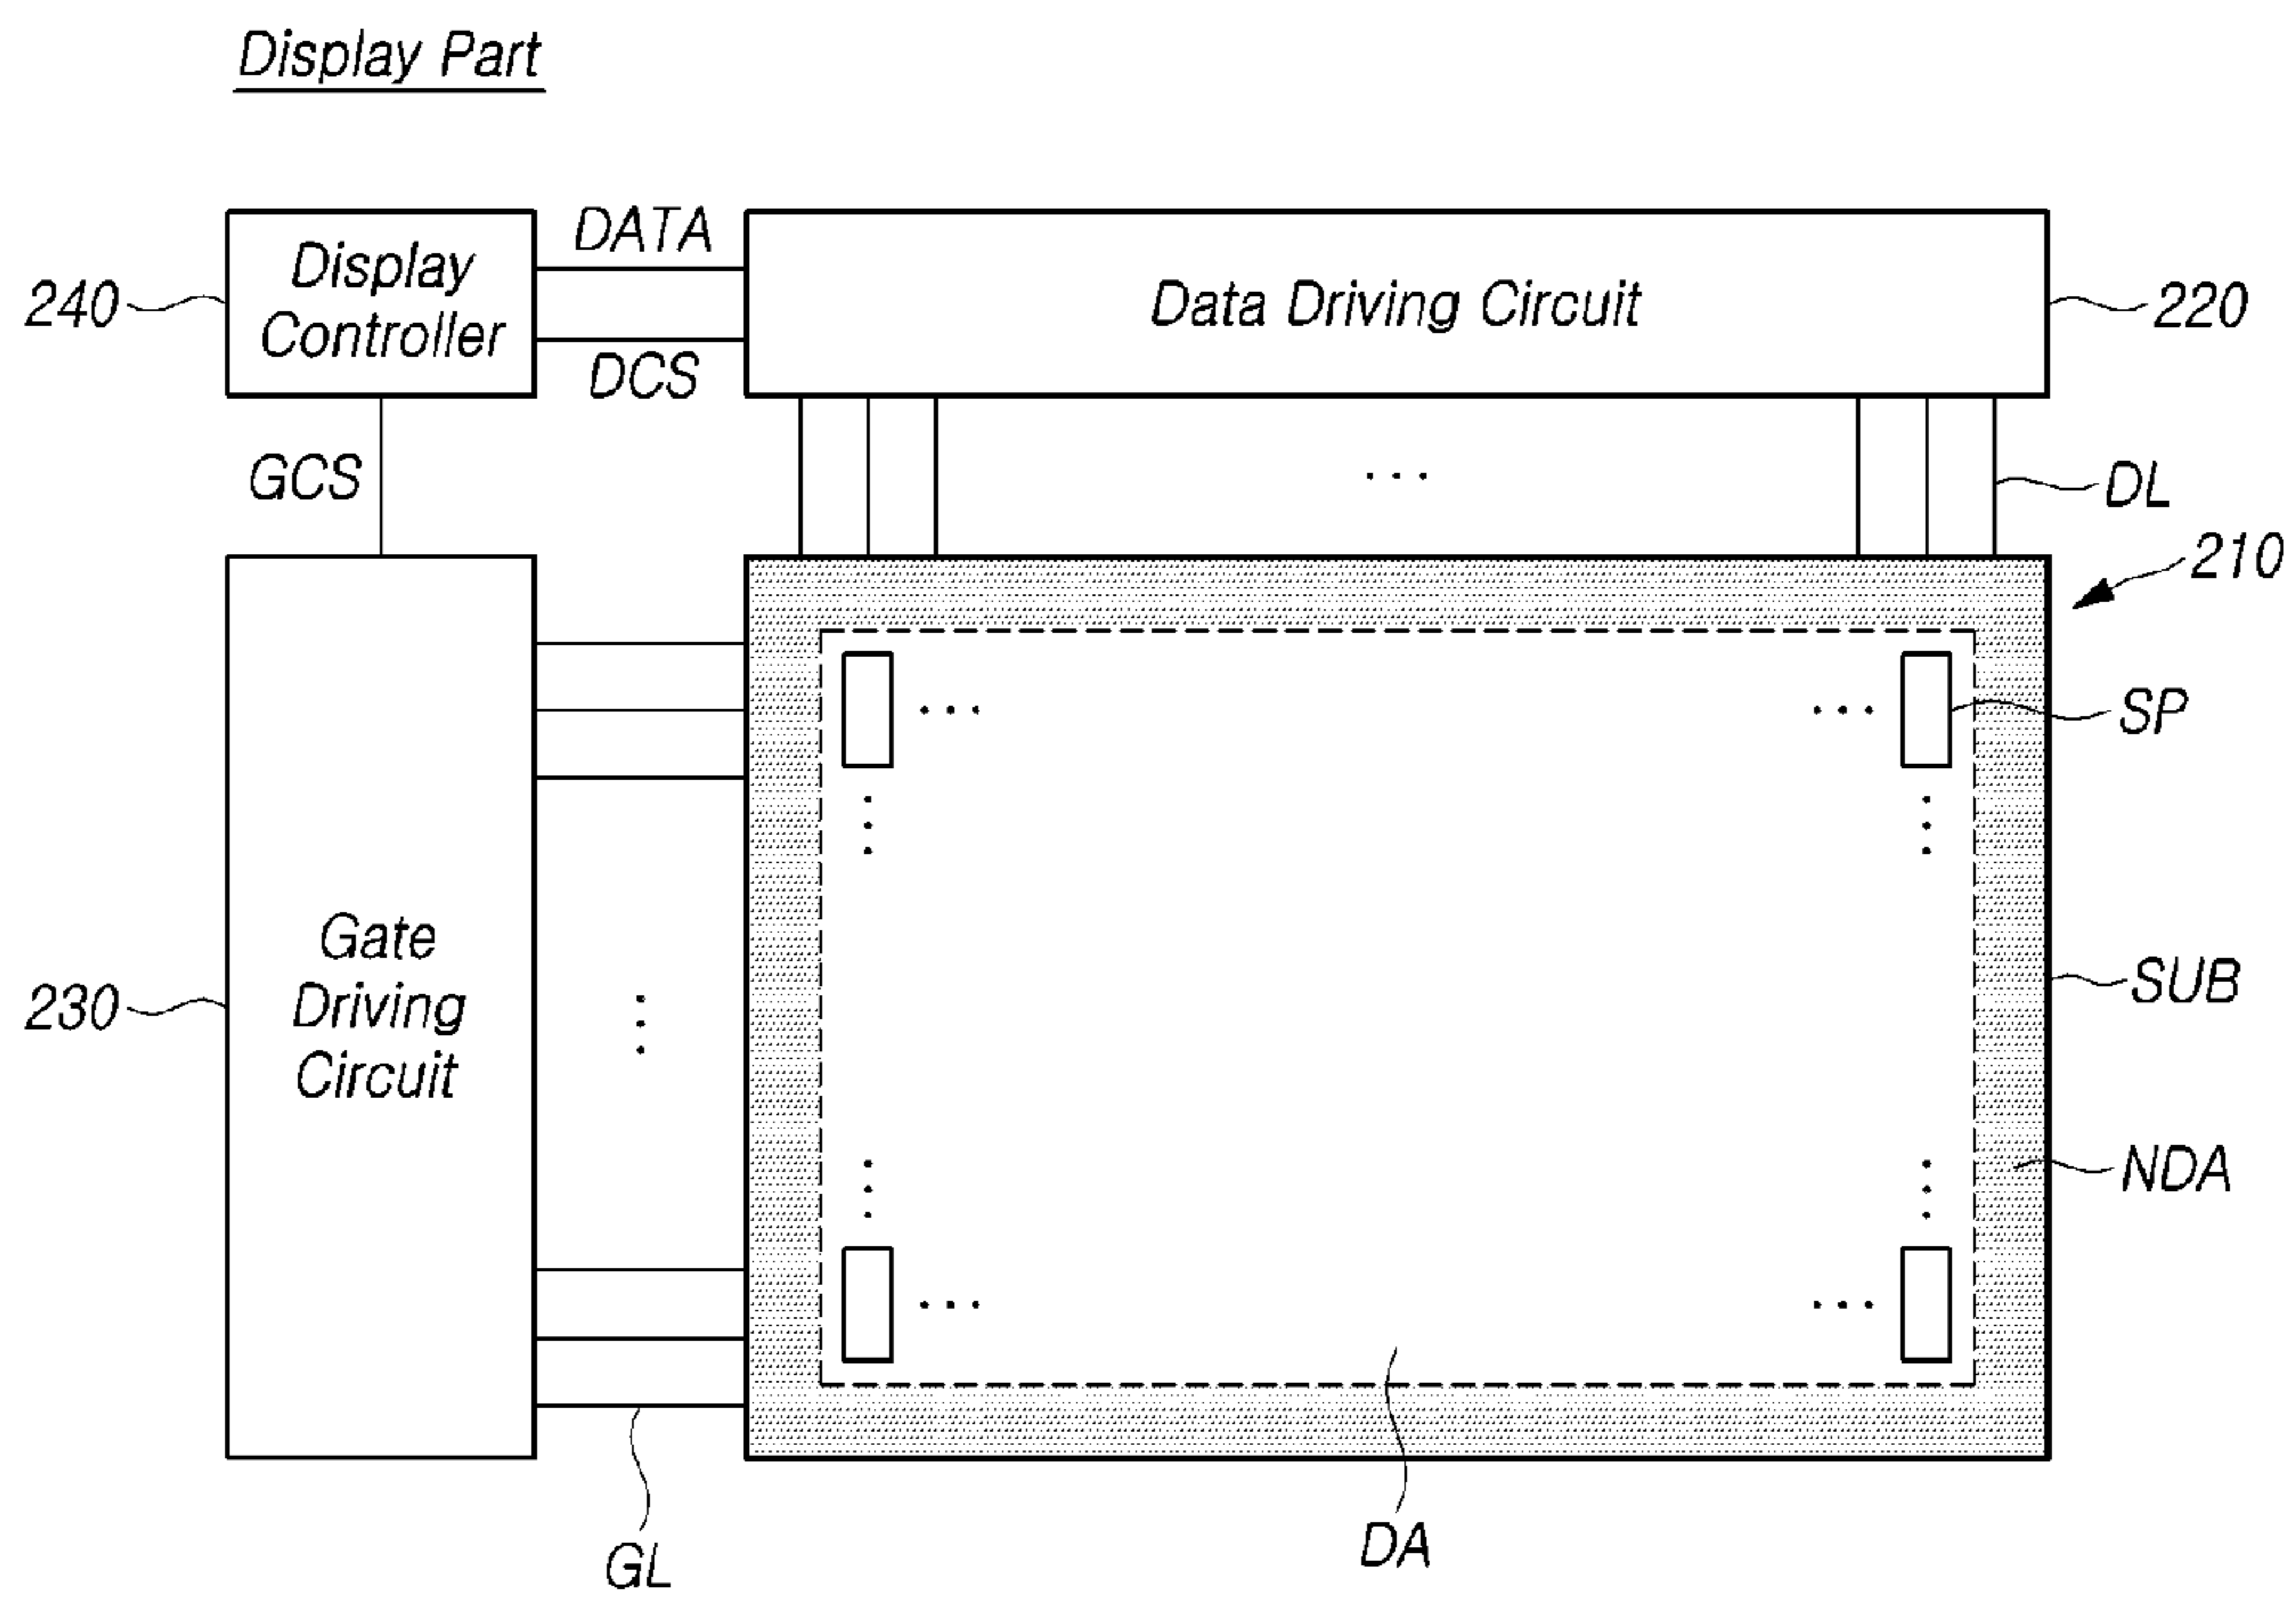 Display Part
DATA
240
Display
Controller
Data Driving Circuit
220
DCS
GCS
DL
210
SP
Gate
Driving
Circuit
230
SUB
NDA
DA
GL